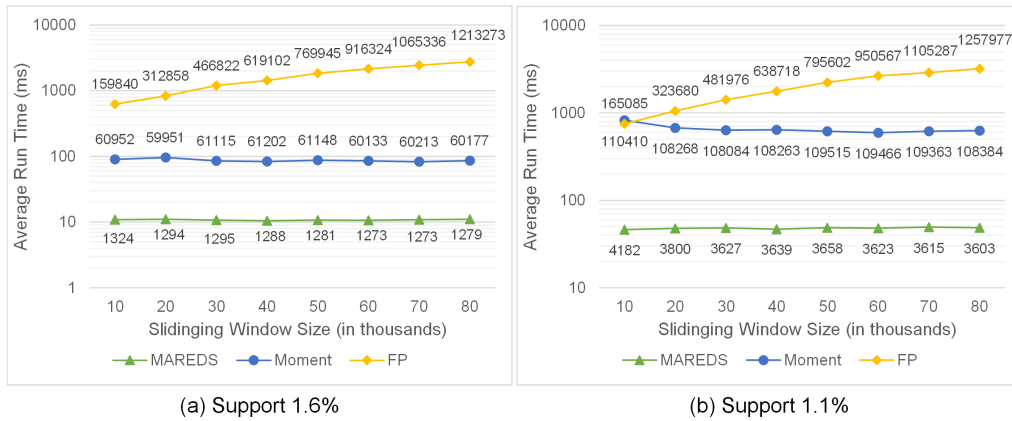 10000
1000
100
10
1
Average Run Time (ms)
159840 312858 466822 619102 769945 916324 1065336 1213273
60952 59951 61115 61202 61148 60133 60213 60177
1324 1294 1295 1288 1281 1273 1273 1279
10 20 30 40 50 60 70 80
Slidinging Window Size (in thousands)
MAREDS Moment FP
(a) Support 1.6%
10000
1000
100
10
Average Run Time (ms)
165085 323680 481976 638718 795602 950567 1105287 1257977
110410 108268 108084 108263 109515 109466 109363 108384
4182 3800 3627 3639 3658 3623 3615 3603
10 20 30 40 50 60 70 80
Slidinging Window Size (in thousands)
MAREDS Moment FP
(b) Support 1.1%